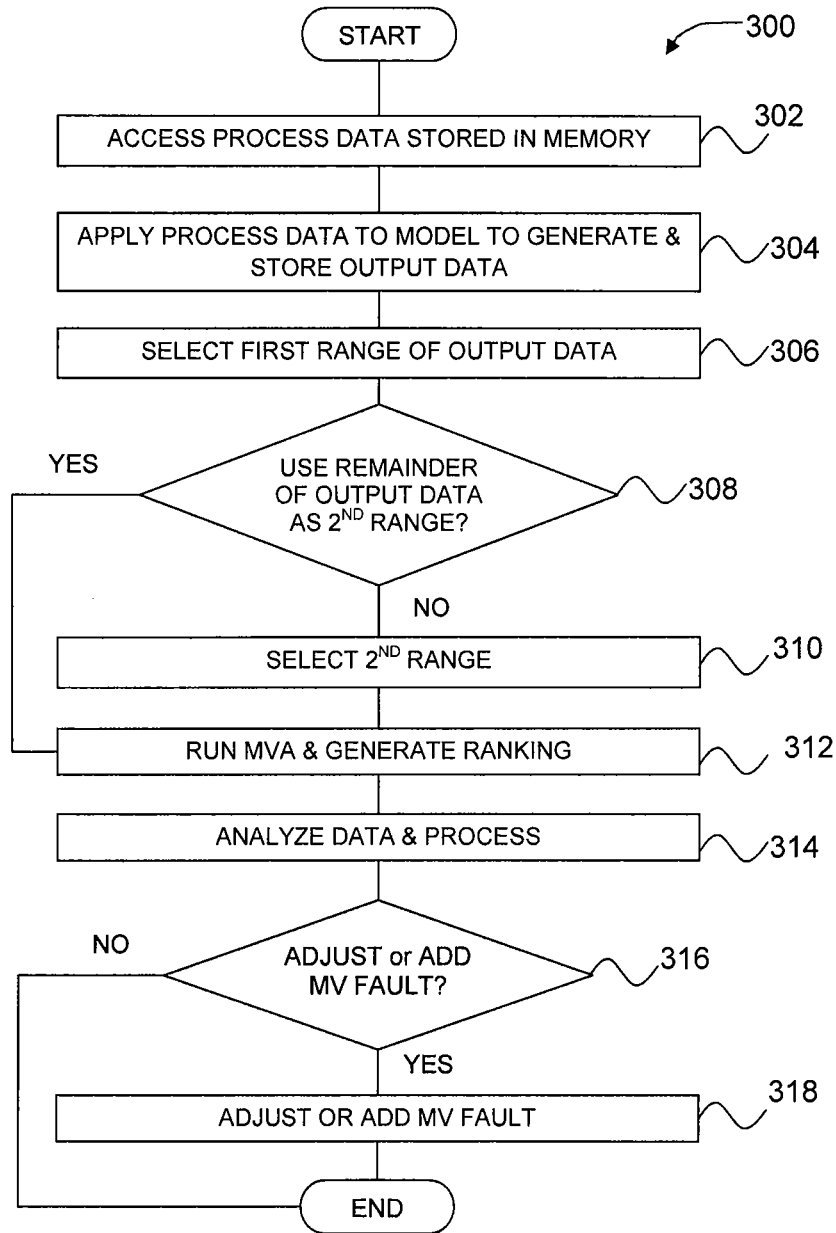 START
300
ACCESS PROCESS DATA STORED IN MEMORY
302
APPLY PROCESS DATA TO MODEL TO GENERATE &
STORE OUTPUT DATA
304
SELECT FIRST RANGE OF OUTPUT DATA
306
YES
USE REMAINDER
OF OUTPUT DATA
AS 2ND RANGE?
308
NO
SELECT 2ND RANGE
310
RUN MVA & GENERATE RANKING
312
ANALYZE DATA & PROCESS
314
NO
ADJUST or ADD
MV FAULT?
316
YES
ADJUST OR ADD MV FAULT
318
END